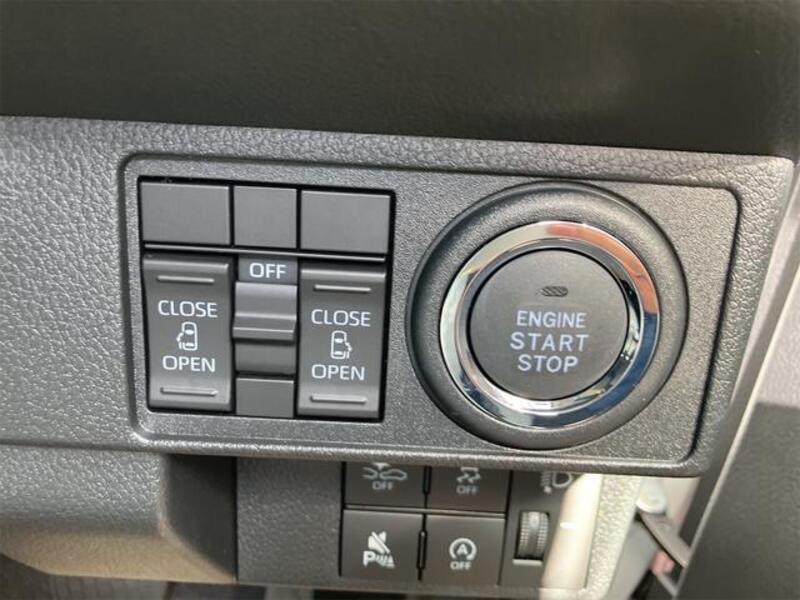 OFF
CLOSE
OPEN
CLOSE
OPEN
ENGINE
START
STOP
OFF
OFF
P
A
OFF